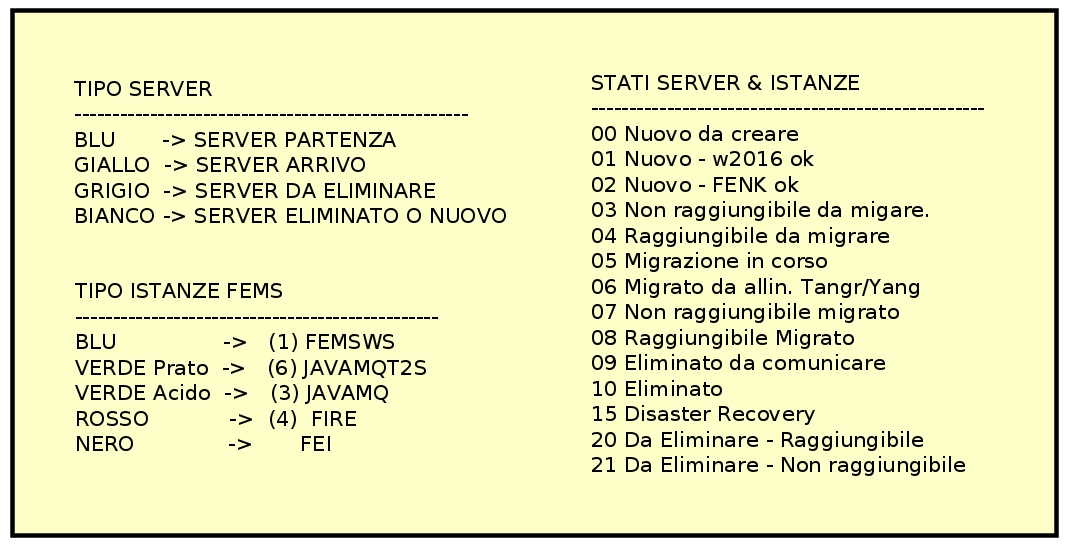 TIPO SERVER
----------------------------------------------------
BLU -> SERVER PARTENZA
GIALLO -> SERVER ARRIVO
GRIGIO -> SERVER DA ELIMINARE
BIANCO -> SERVER ELIMINATO O NUOVO
TIPO ISTANZE FEMS
------------------------------------------------
BLU -> (1) FEMSWS
VERDE Prato -> (6) JAVAMQT2S
VERDE Acido -> (3) JAVAMQ
ROSSO -> (4) FIRE
NERO -> FEI
STATI SERVER & ISTANZE
----------------------------------------------------
00 Nuovo da creare
01 Nuovo - w2016 ok
02 Nuovo - FENK ok
03 Non raggiungibile da migare.
04 Raggiungibile da migrare
05 Migrazione in corso
06 Migrato da allin. Tangr/Yang
07 Non raggiungibile migrato
08 Raggiungibile Migrato
09 Eliminato da comunicare
10 Eliminato
15 Disaster Recovery
20 Da Eliminare - Raggiungibile
21 Da Eliminare - Non raggiungibile